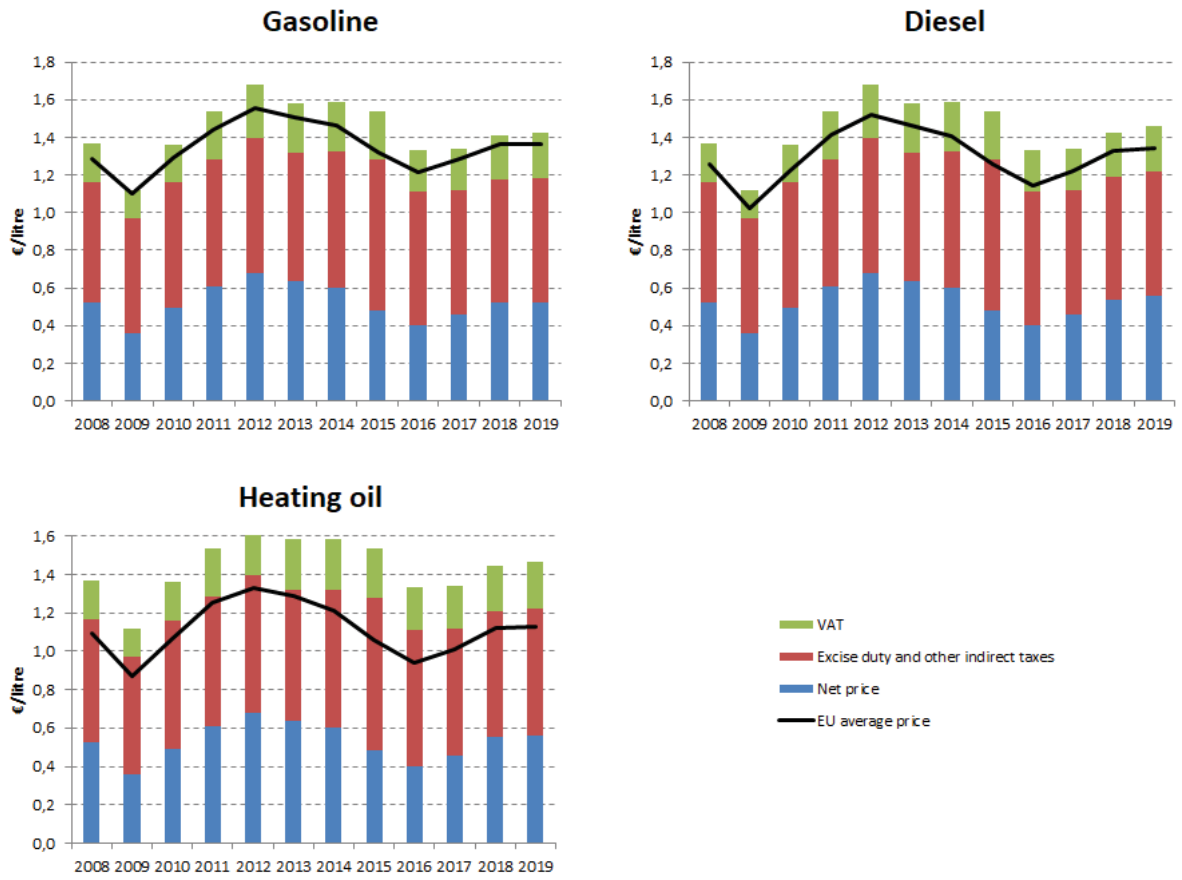 Gasoline
1,8
1,6
1,4
1,2
1,0
0,8
0,6
0,4
0,2
0,0
€/litre
2008 2009 2010 2011 2012 2013 2014 2015 2016 2017 2018 2019
Diesel
1,8
1,6
1,4
1,2
1,0
0,8
0,6
0,4
0,2
0,0
€/litre
2008 2009 2010 2011 2012 2013 2014 2015 2016 2017 2018 2019
Heating oil
1,6
1,4
1,2
1,0
0,8
0,6
0,4
0,2
0,0
€/litre
2008 2009 2010 2011 2012 2013 2014 2015 2016 2017 2018 2019
VAT
Excise duty and other indirect taxes
Net price
EU average price